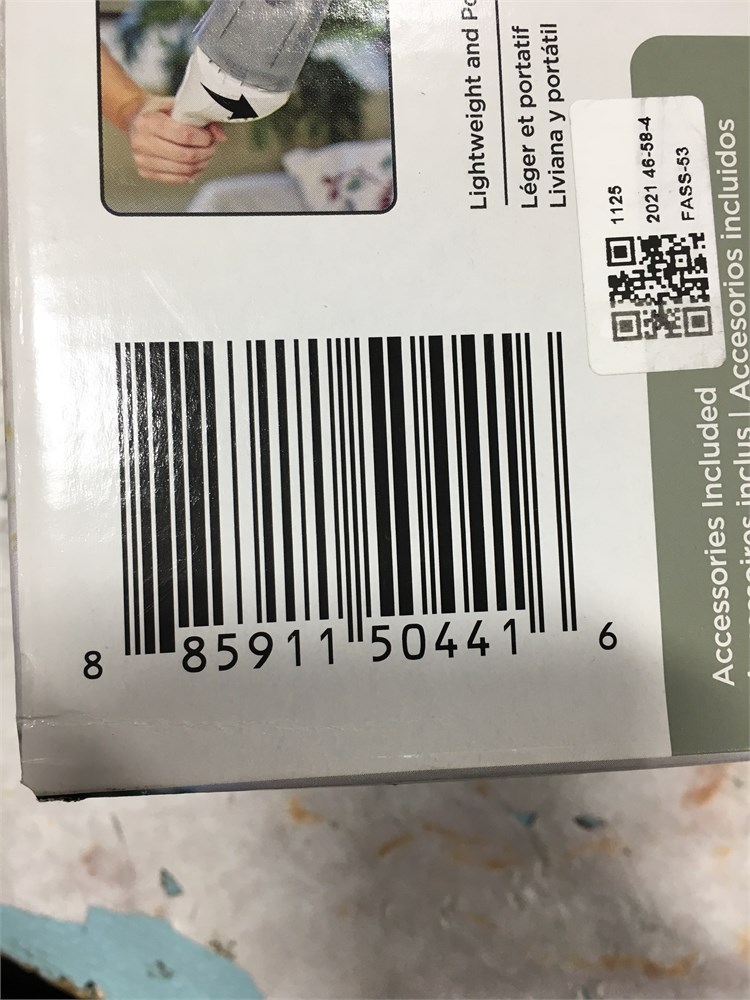 Lightweight and Po
Léger et portatif
Liviana y portátil
1125
2021 46-58-4
FASS-53
Accessories Included
inclus | Accesorios incluidos
8 85911 50441 6